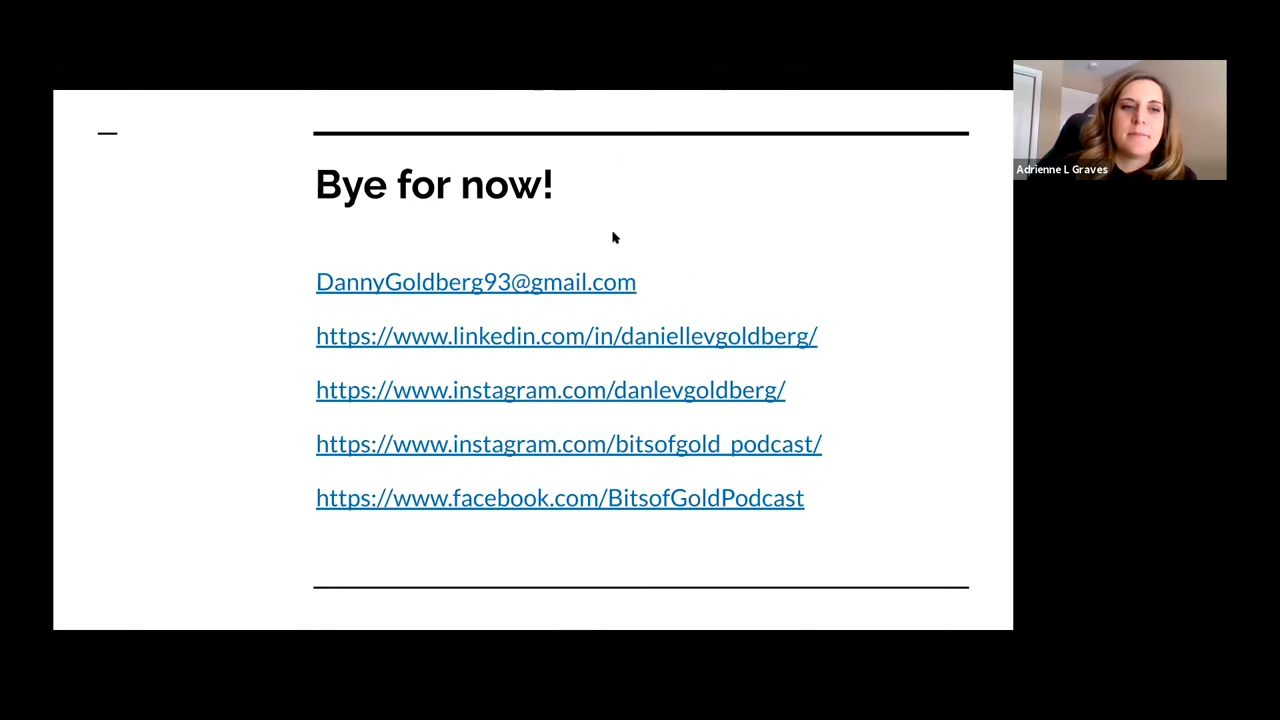 Bye for now!
DannyGoldberg93@gmail.com
https://www.linkedin.com/in/daniellevgoldberg/
https://www.instagram.com/danlevgoldberg/
https://www.instagram.com/bitsofgold_podcast/
https://www.facebook.com/BitsofGoldPodcast
Adrienne L Graves